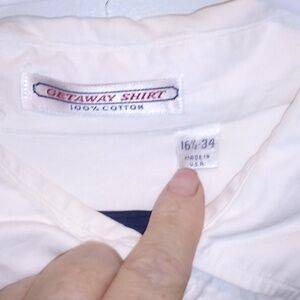 GETAWAY SHIRT
100% COTTON
16½-34
MADE IN
U.S.A.